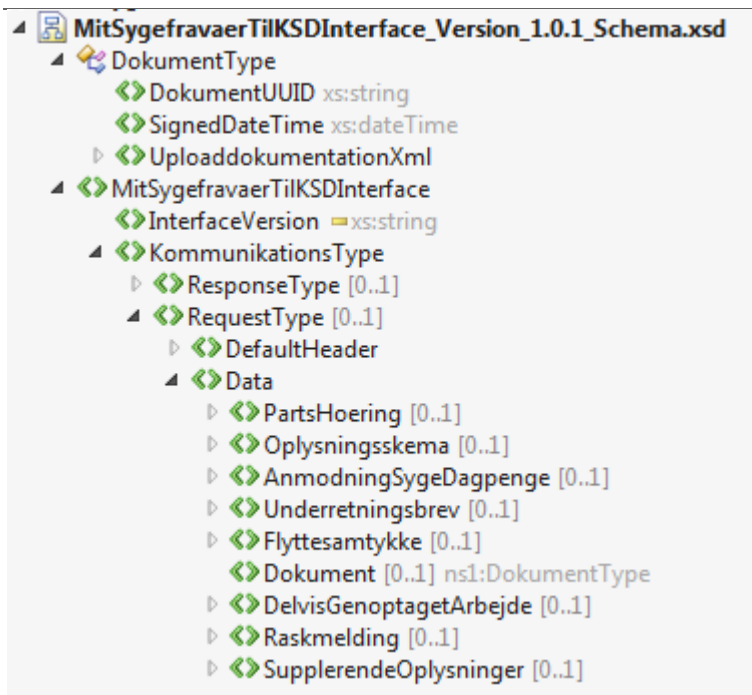 MitSygefravaerTilKSDInterface_Version_1.0.1_Schema.xsd
DokumentType
DokumentUUID xs:string
SignedDateTime xs:dateTime
UploaddokumentationXml
MitSygefravaerTilKSDInterface
InterfaceVersion xs:string
KommunikationsType
ResponseType [0..1]
RequestType [0..1]
DefaultHeader
Data
PartsHoering [0..1]
Oplysningsskema [0..1]
AnmodningSygeDagpenge [0..1]
Underretningsbrev [0..1]
Flyttesamtykke [0..1]
Dokument [0..1] ns1:DokumentType
DelvisGenoptagetArbejde [0..1]
Raskmelding [0..1]
SupplerendeOplysninger [0..1]